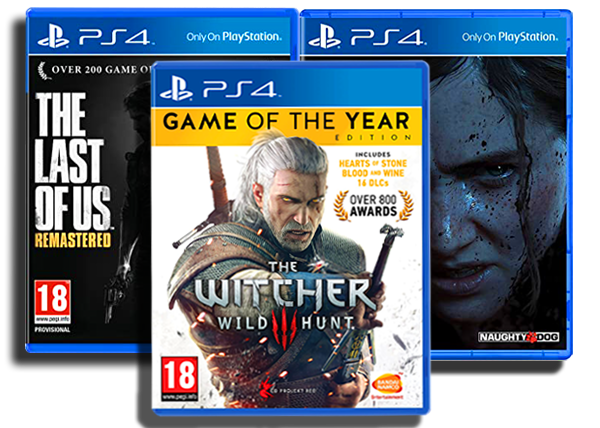 PS4
Only On PlayStation.
OVER 200 GAME O
THE
LAST
OF US
REMASTERED
18
www.pegi.info
PROVISIONAL
PS4
GAME OF THE YEAR
EDITION
INCLUDES
HEARTS OF STONE
BLOOD AND WINE
16 DLCs
OVER 800
AWARDS
THE
WITCHER
III
WILD HUNT
18
www.pegi.info
CD PROJEKT RED
BANDAI
NAMCO
Entertainment
PS4
Only On PlayStation.
NAUGHTY DOG